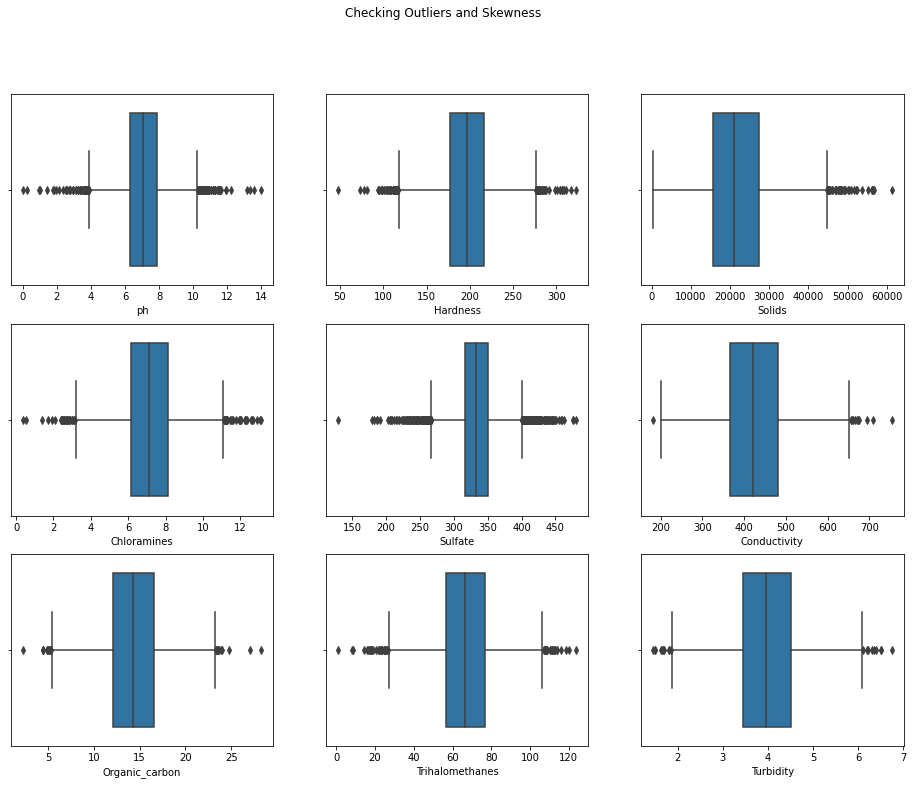 Checking Outliers and Skewness
0 2 4 6 8 10 12 14
ph
50 100 150 200 250 300
Hardness
0 10000 20000 30000 40000 50000 60000
Solids
0 2 4 6 8 10 12
Chloramines
150 200 250 300 350 400 450
Sulfate
200 300 400 500 600 700
Conductivity
5 10 15 20 25
Organic_carbon
0 20 40 60 80 100 120
Trihalomethanes
2 3 4 5 6 7
Turbidity